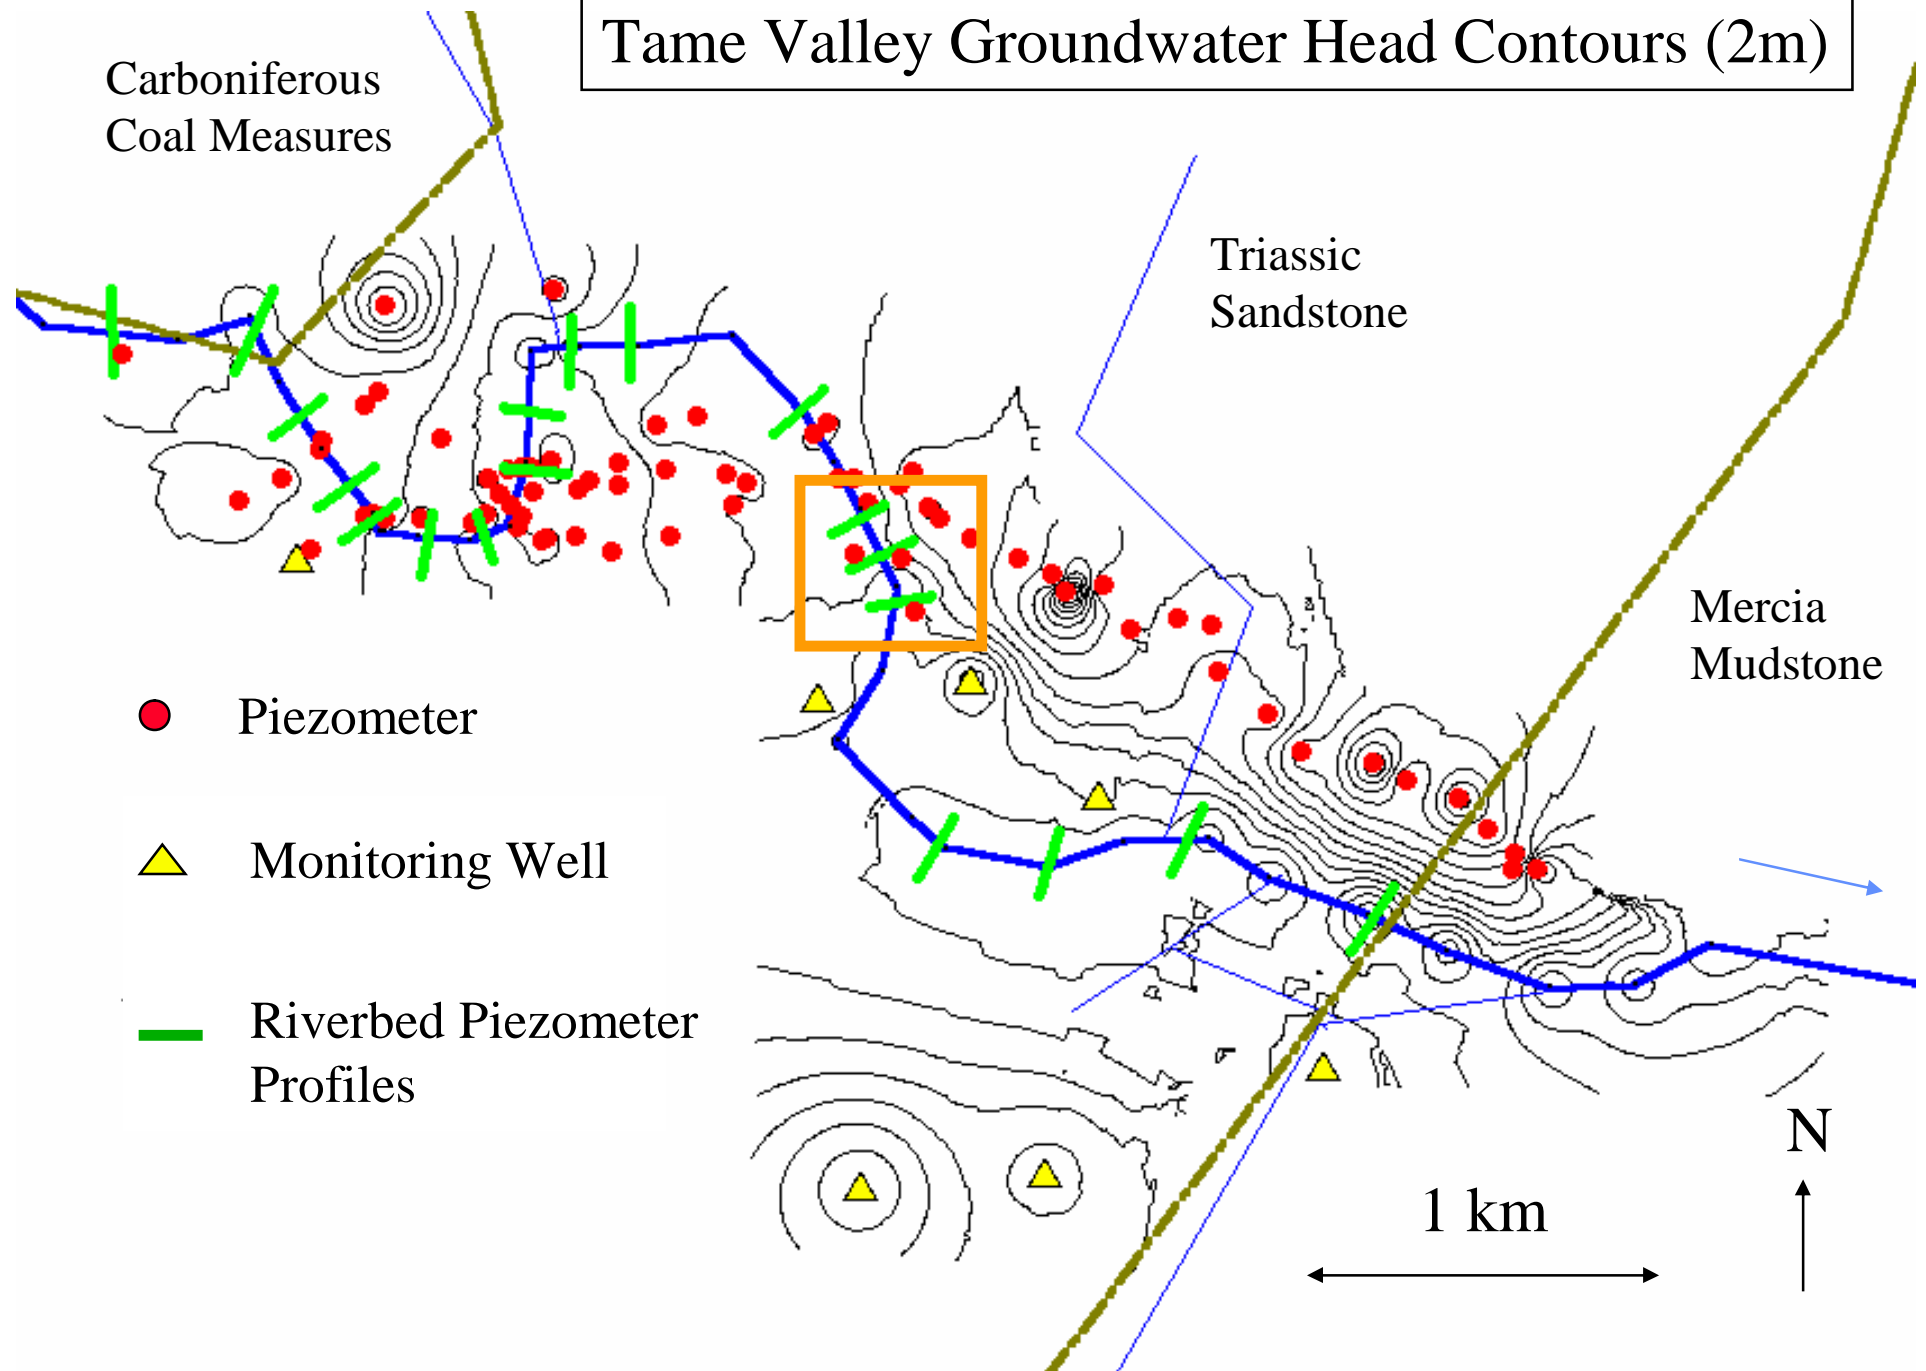 Tame Valley Groundwater Head Contours (2m)
Carboniferous
Coal Measures
Triassic
Sandstone
Mercia
Mudstone
Piezometer
Monitoring Well
Riverbed Piezometer
Profiles
N
1 km